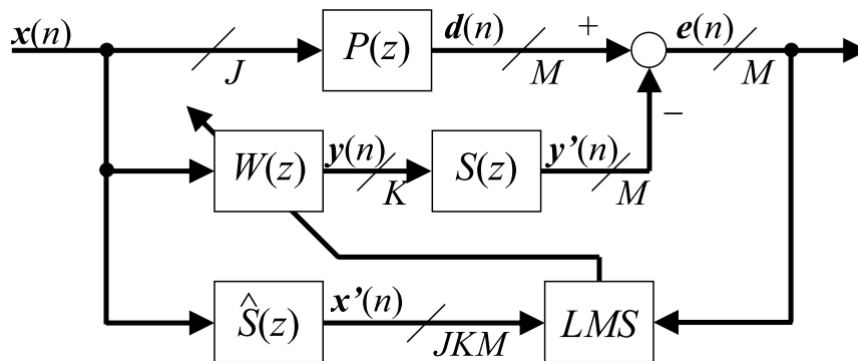 x(n)
J
P(z)
d(n)
M
+
e(n)
M
−
W(z)
y(n)
K
S(z)
y’(n)
M
Ŝ(z)
x’(n)
JKM
LMS